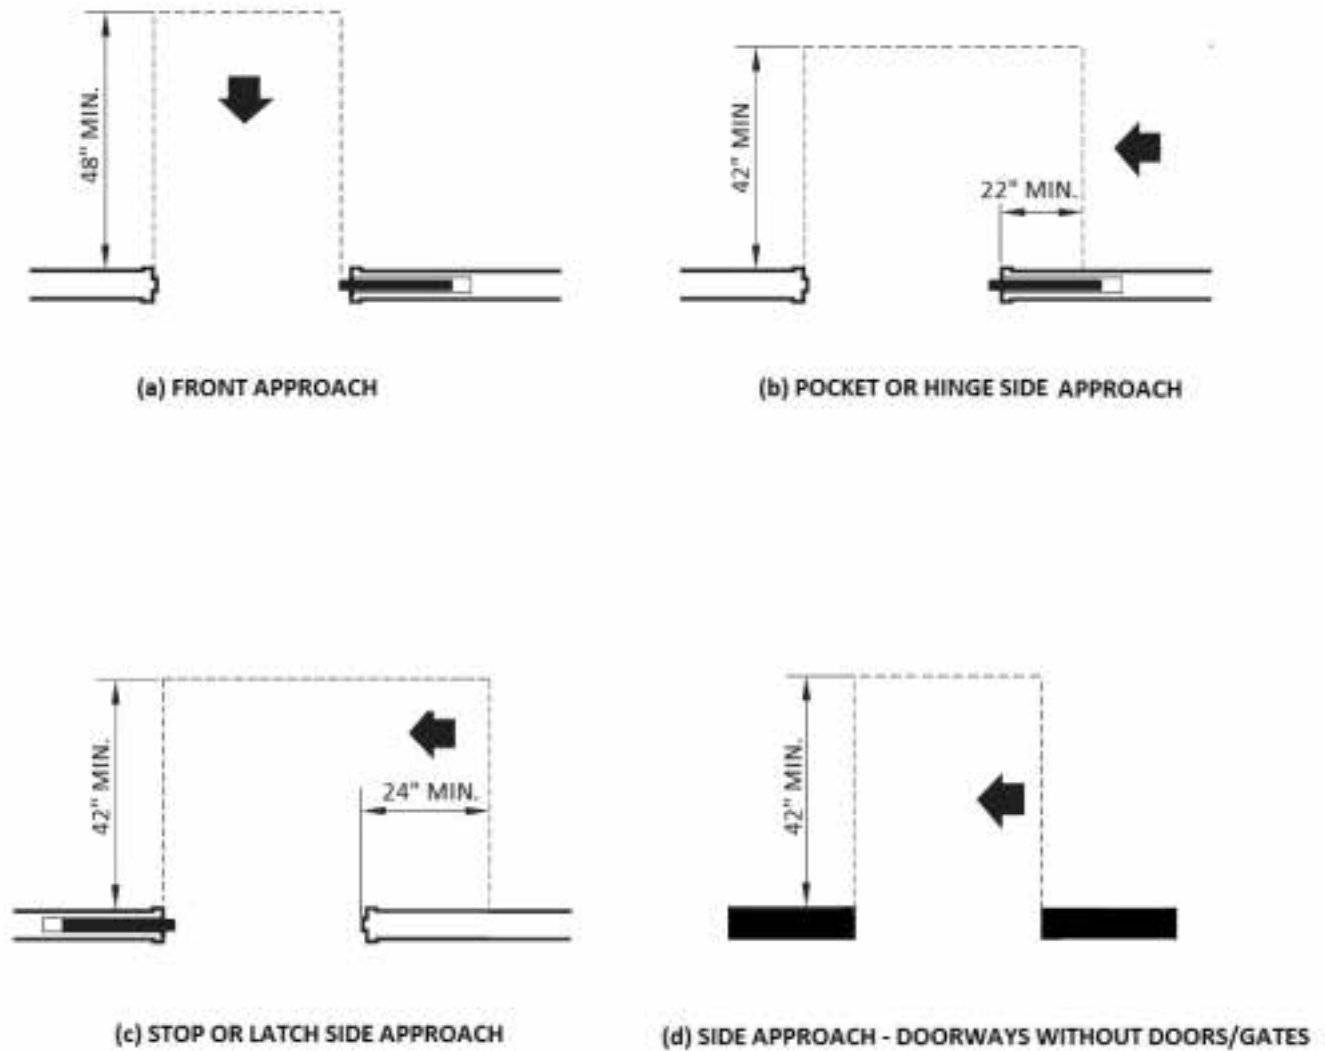 48" MIN.
(a) FRONT APPROACH
42" MIN
22" MIN.
(b) POCKET OR HINGE SIDE APPROACH
42" MIN.
24" MIN.
(c) STOP OR LATCH SIDE APPROACH
42" MIN.
(d) SIDE APPROACH - DOORWAYS WITHOUT DOORS/GATES